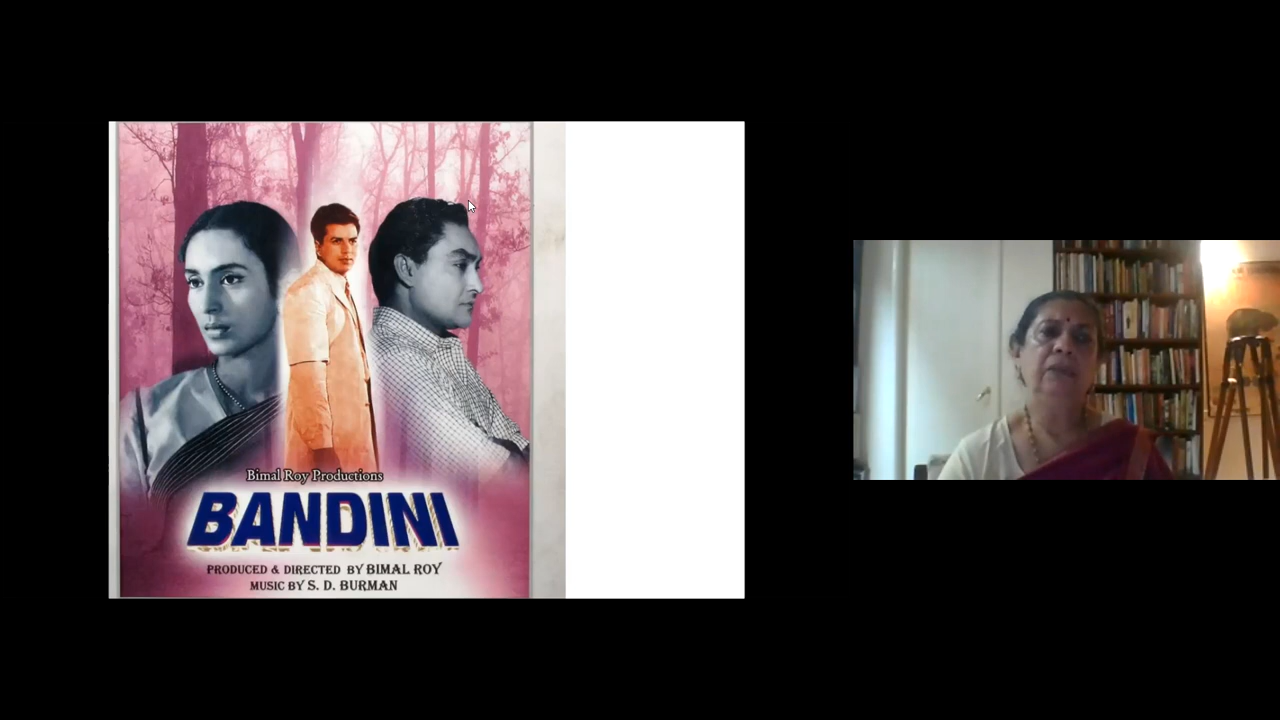 Bimal Roy Productions
BANDINI
PRODUCED & DIRECTED BY BIMAL ROY
MUSIC BY S. D. BURMAN